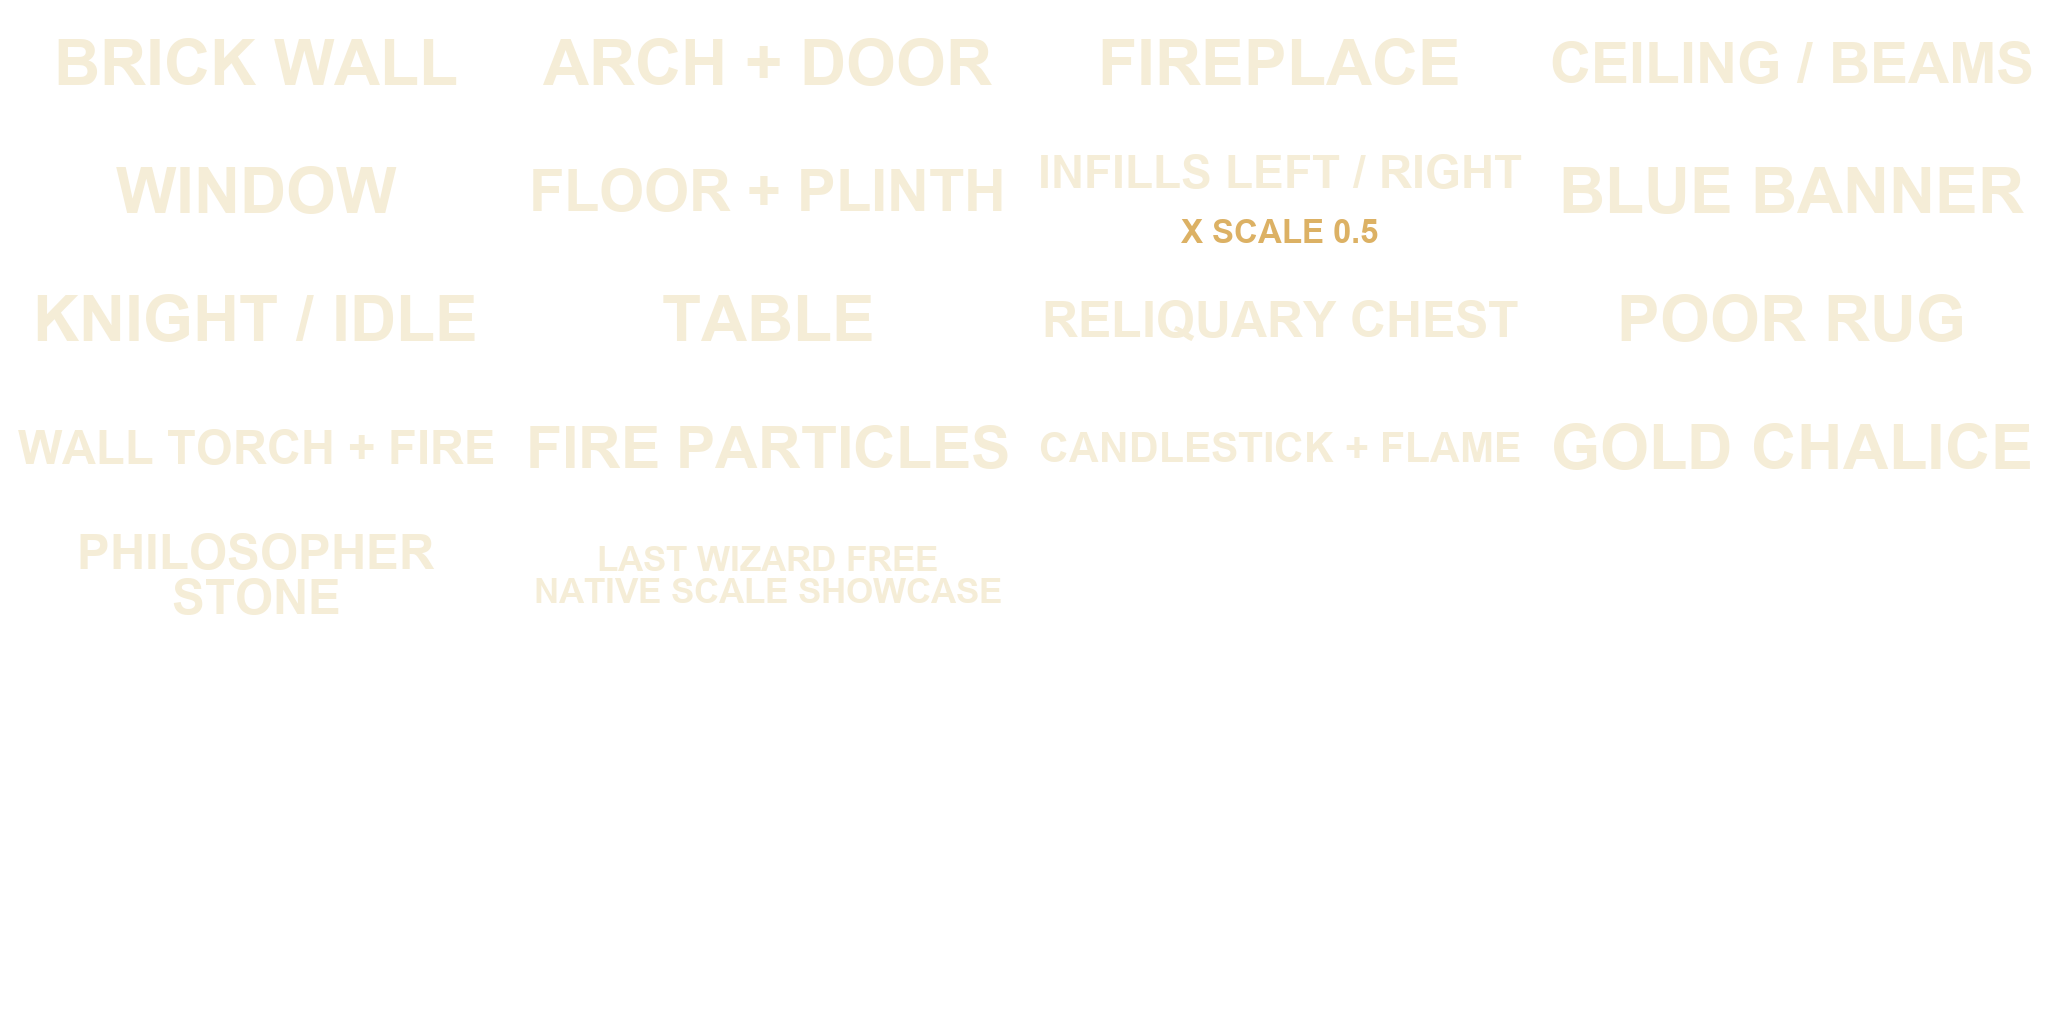 BRICK WALL
ARCH + DOOR
FIREPLACE
CEILING / BEAMS
WINDOW
FLOOR + PLINTH
INFILLS LEFT / RIGHT
X SCALE 0.5
BLUE BANNER
KNIGHT / IDLE
TABLE
RELIQUARY CHEST
POOR RUG
WALL TORCH + FIRE
FIRE PARTICLES
CANDLESTICK + FLAME
GOLD CHALICE
PHILOSOPHER
STONE
LAST WIZARD FREE
NATIVE SCALE SHOWCASE